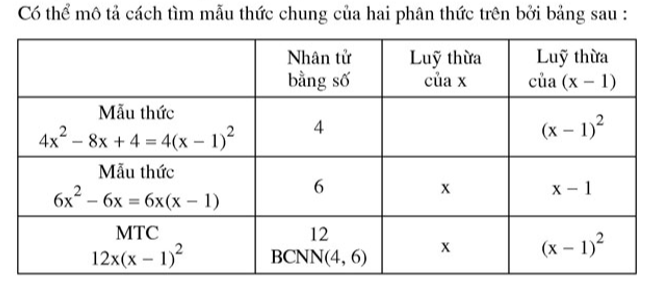 Có thể mô tả cách tìm mẫu thức chung của hai phân thức trên bởi bảng sau :
Nhân tử Luỹ thừa Luỹ thừa
bằng số của x của (x − 1)
Mẫu thức
4x² − 8x + 4 = 4(x − 1)² 4 (x − 1)²
Mẫu thức
6x² − 6x = 6x(x − 1) 6 x x − 1
MTC 12
12x(x − 1)² BCNN(4, 6) x (x − 1)²